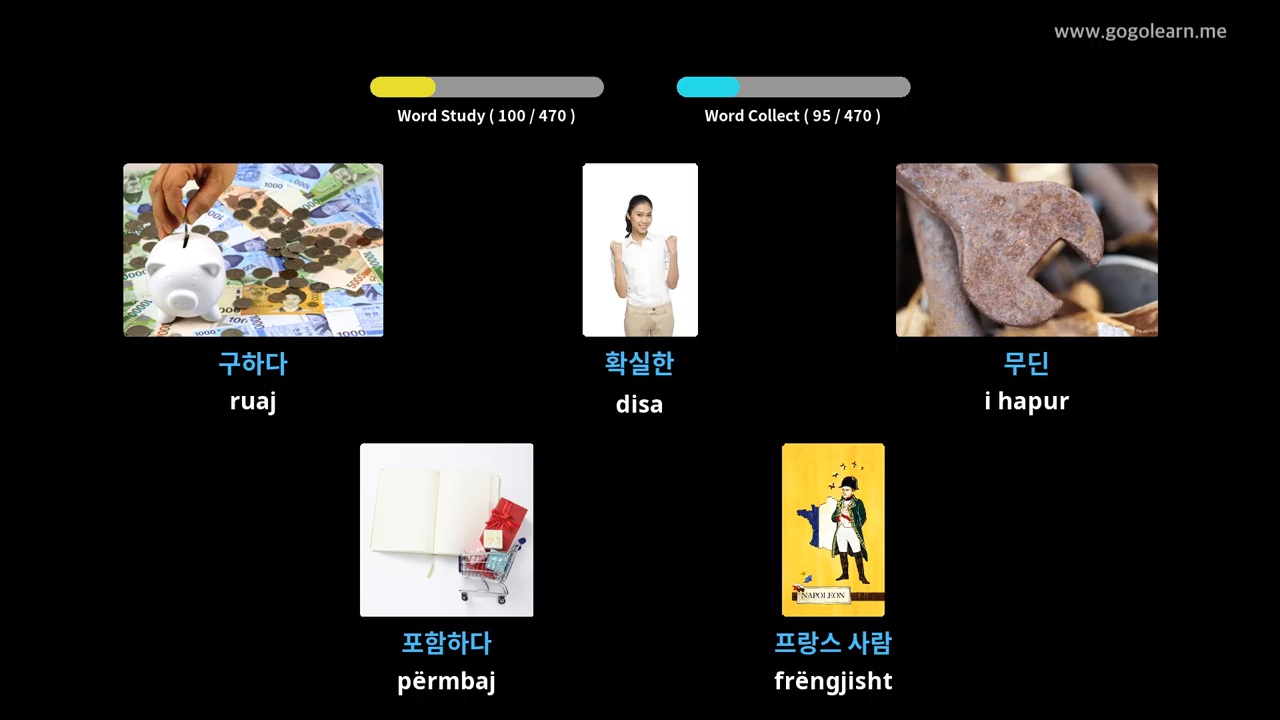 www.gogolearn.me
Word Study ( 100 / 470 )
Word Collect ( 95 / 470 )
구하다
ruaj
확실한
disa
무딘
i hapur
포함하다
përmbaj
NAPOLEON
프랑스 사람
frëngjisht